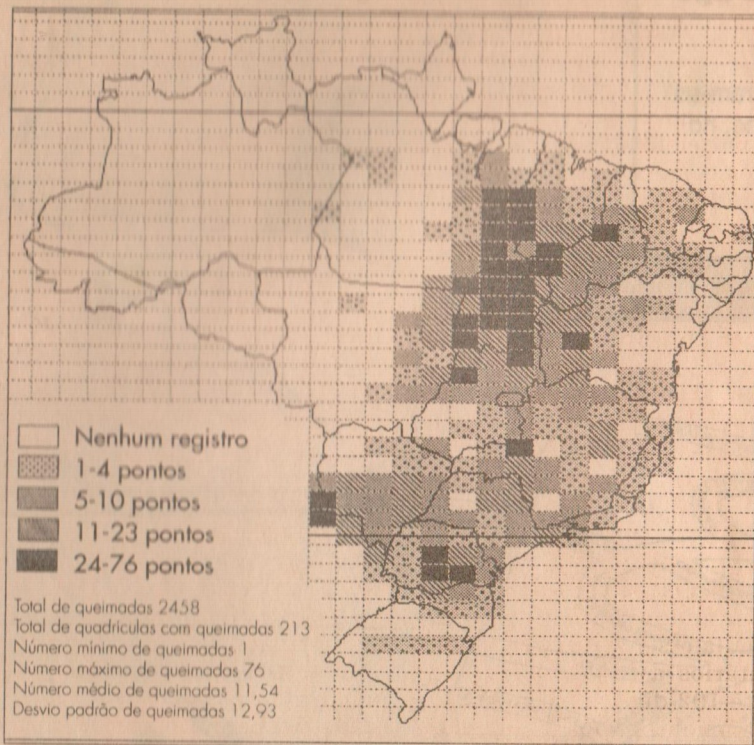 Nenhum registro
1-4 pontos
5-10 pontos
11-23 pontos
24-76 pontos
Total de queimadas 2458
Total de quadriculas com queimadas 213
Número mínimo de queimadas 1
Número máximo de queimadas 76
Número médio de queimadas 11,54
Desvio padrão de queimadas 12,93